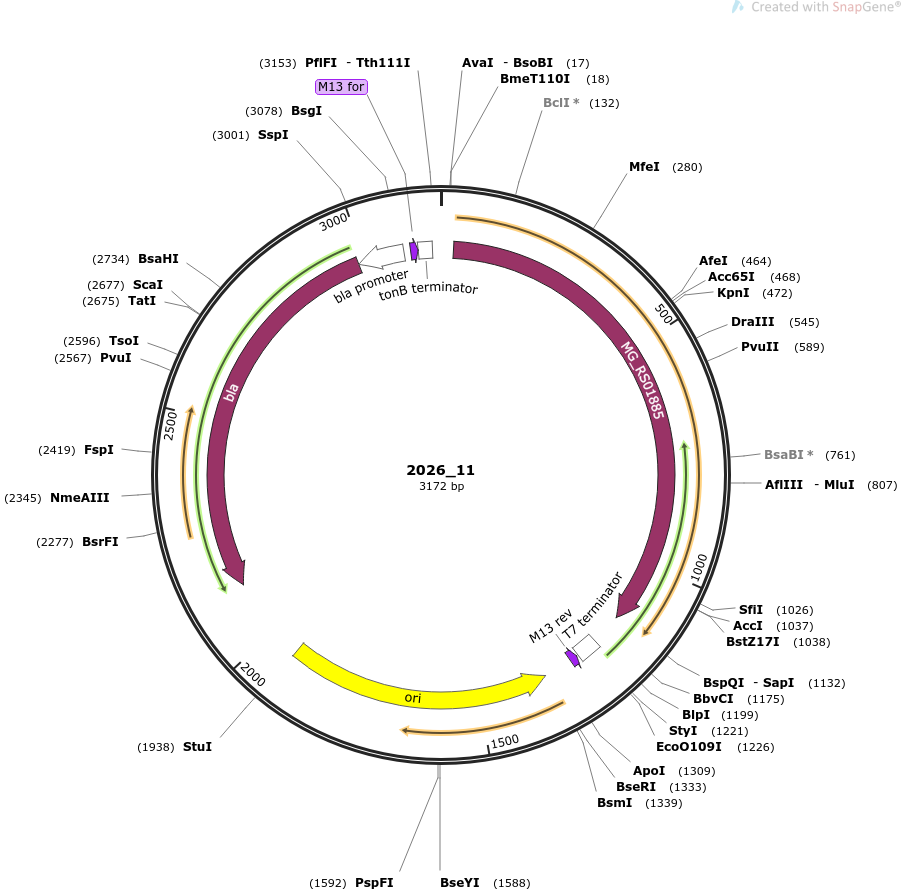 Created with SnapGene®
(3153) PflFI - Tth111I
AvaI - BsoBI (17)
M13 for
BmeT110I (18)
(3078) BsgI
BclI * (132)
(3001) SspI
MfeI (280)
3000
(2734) BsaHI
AfeI (464)
(2677) ScaI
Acc65I (468)
(2675) TatI
KpnI (472)
bla promoter
tonB terminator
500
DraIII (545)
(2596) TsoI
PvuII (589)
(2567) PvuI
MG_RS01885
bla
2500
(2419) FspI
BsaBI * (761)
2026_11
3172 bp
AflIII - MluI (807)
(2345) NmeAIII
(2277) BsrFI
1000
SfiI (1026)
AccI (1037)
BstZ17I (1038)
M13 rev
T7 terminator
2000
BspQI - SapI (1132)
BbvCI (1175)
ori
BlpI (1199)
StyI (1221)
(1938) StuI
1500
EcoO109I (1226)
ApoI (1309)
BseRI (1333)
BsmI (1339)
(1592) PspFI
BseYI (1588)